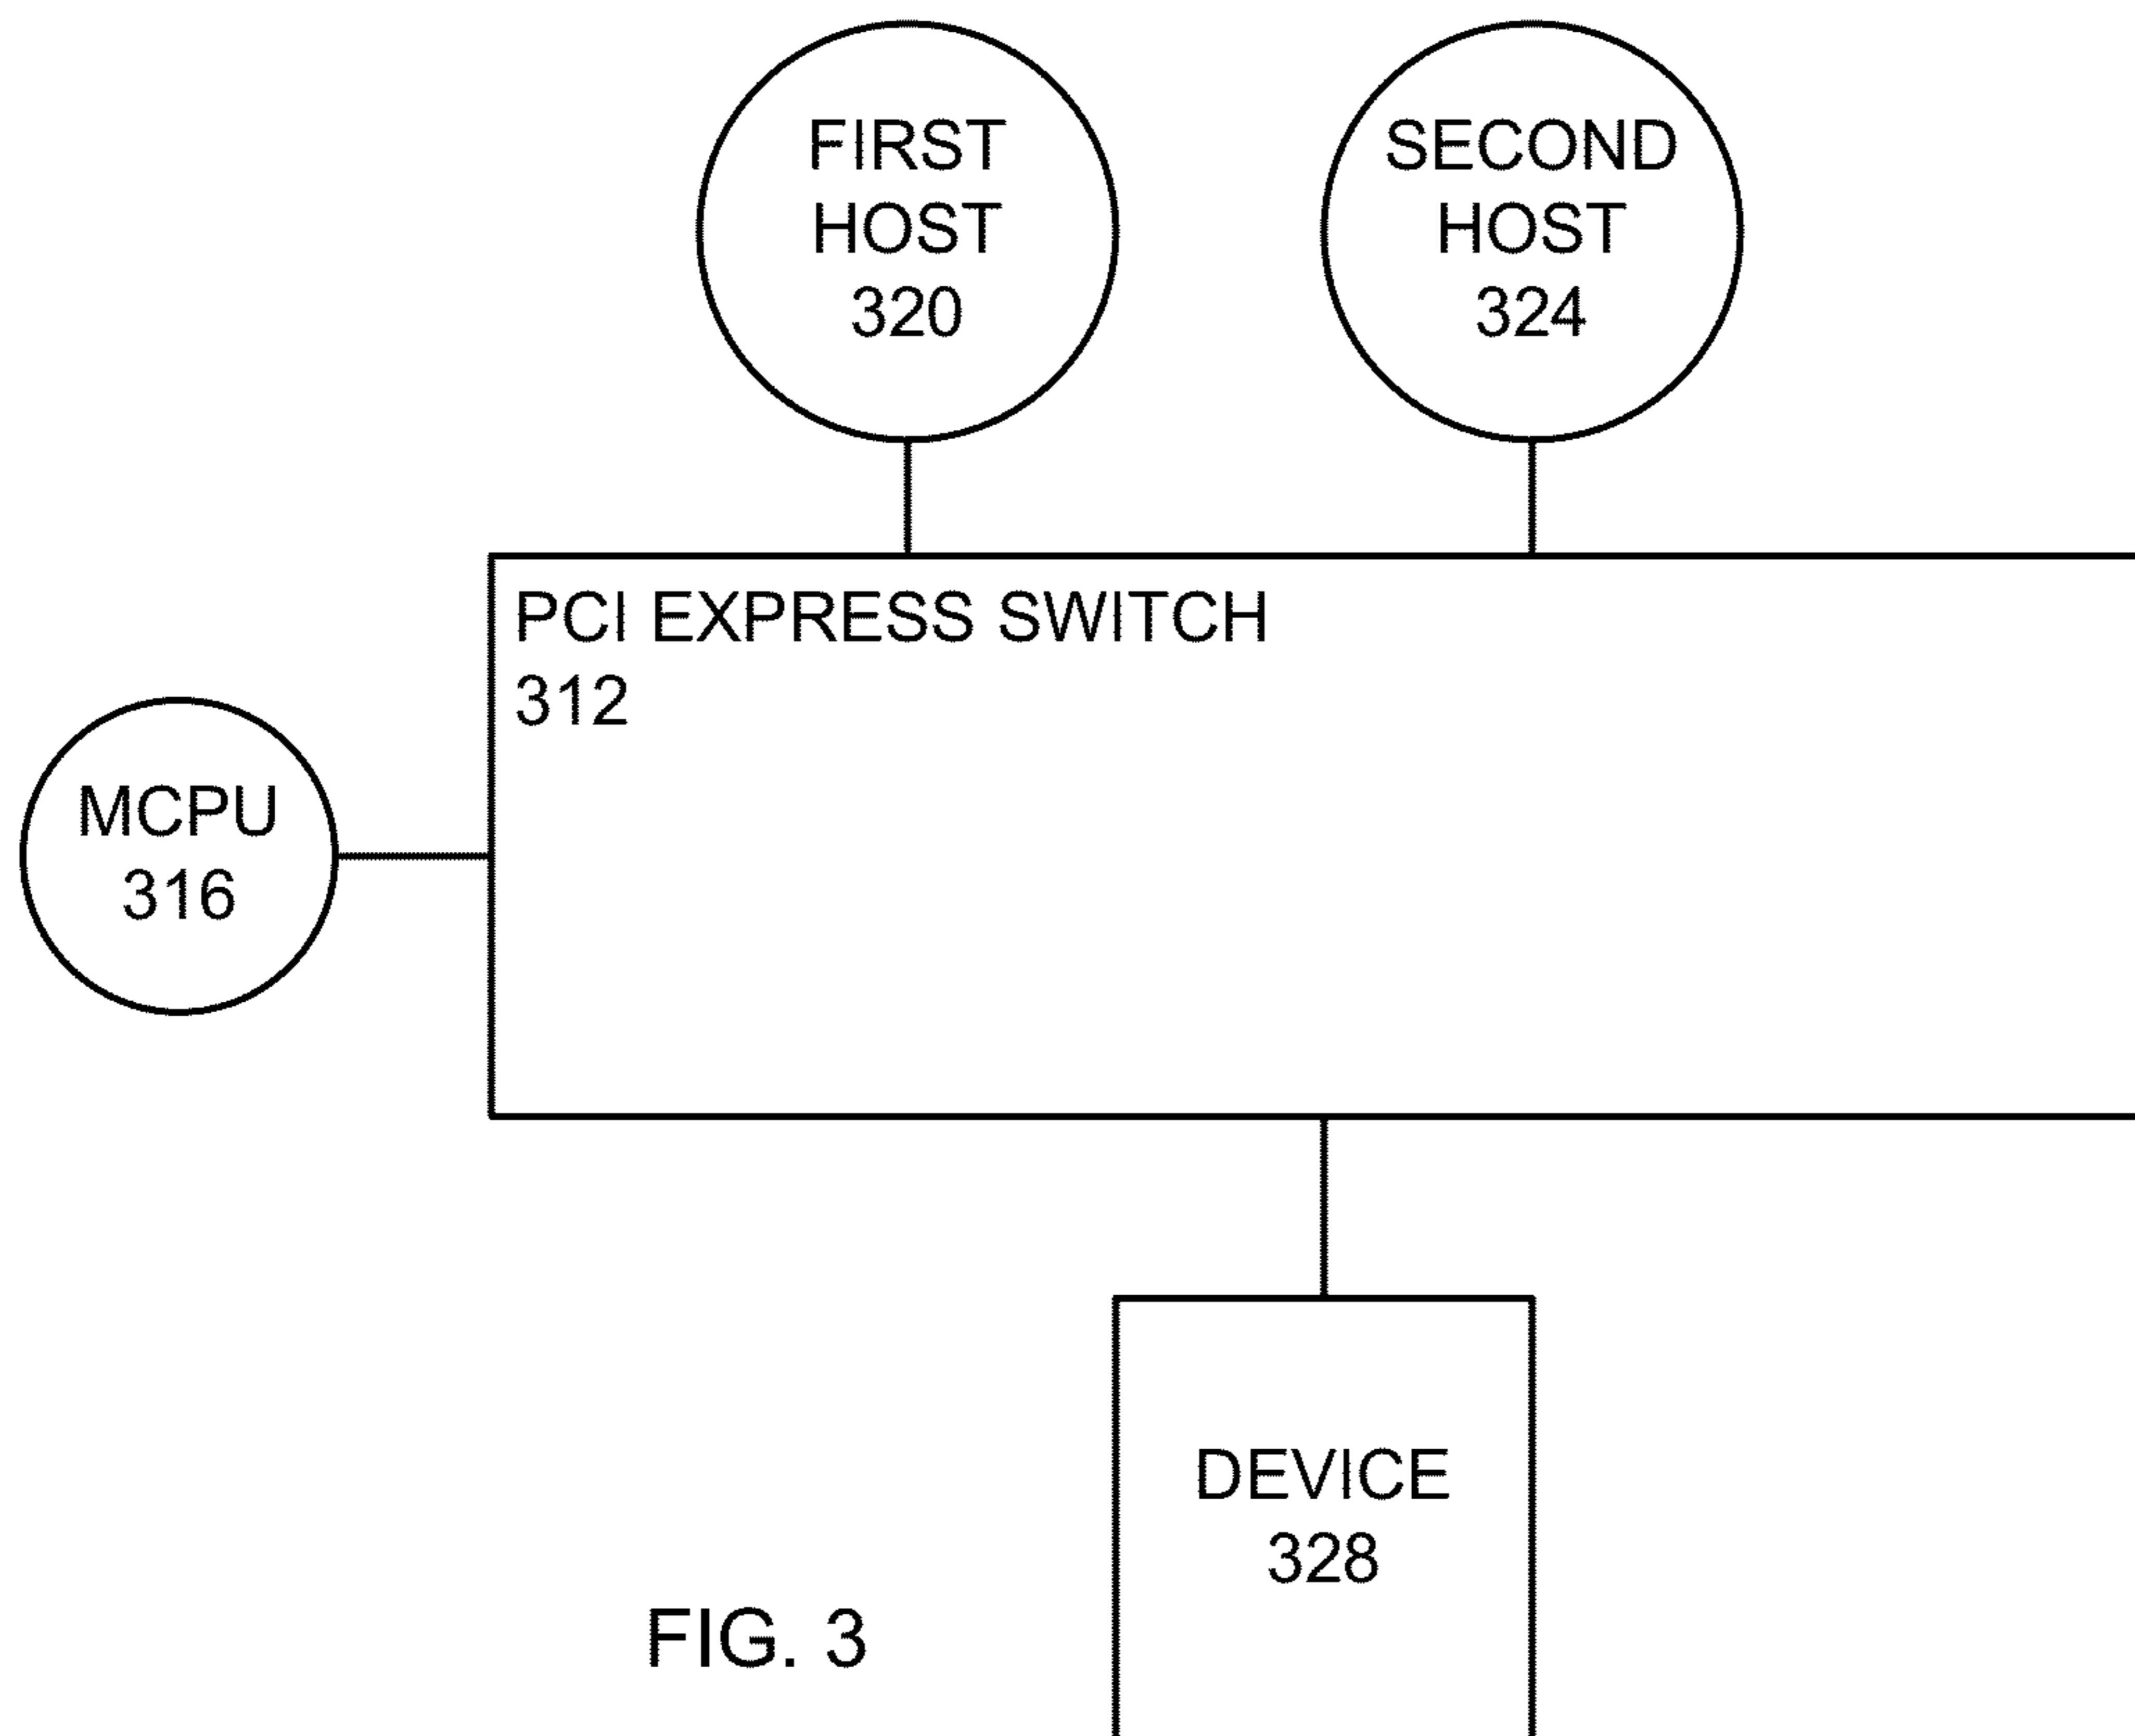 FIRST
HOST
320
SECOND
HOST
324
PCI EXPRESS SWITCH
312
MCPU
316
DEVICE
328
FIG. 3